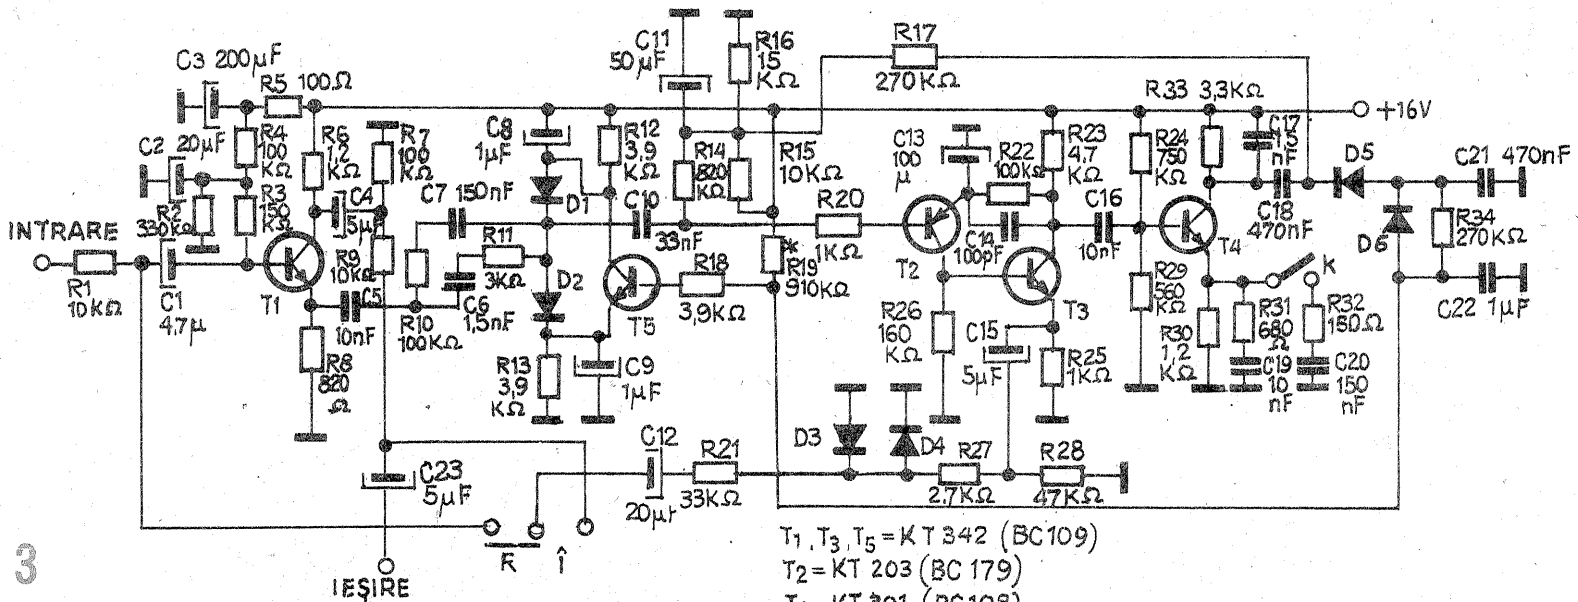 C3 200μF
R5 100Ω
C2 20μF
R4
100
KΩ
R6
1,2
KΩ
R7
100
KΩ
R2
330KΩ
R3
150
KΩ
C4
5μF
INTRARE
R1
10KΩ
C1
4,7μ
T1
R9
10KΩ
C5
10nF
R8
820
Ω
R10
100KΩ
C7 150nF
R11
3KΩ
C6
1,5nF
C8
1μF
D1
D2
R12
3,9
KΩ
C10
33nF
R13
3,9
KΩ
C9
1μF
T5
R18
3,9KΩ
C11
50μF
R16
15
KΩ
R14
820
KΩ
R15
10KΩ
*
R19
910KΩ
R17
270KΩ
R20
1KΩ
C13
100
μ
R22
100KΩ
R23
4,7
KΩ
C14
100pF
T2
T3
R26
160
KΩ
C15
5μF
R25
1KΩ
C16
10nF
R24
750
KΩ
R33 3,3KΩ
+16V
C17
nF
C18
470nF
T4
R29
560
KΩ
R30
1,2
KΩ
R31
680
Ω
C19
10
nF
K
R32
150Ω
C20
150
nF
D5
D6
C21 470nF
R34
270KΩ
C22 1μF
D3
D4
C12
20μF
R21
33KΩ
R27
2,7KΩ
R28
47KΩ
C23
5μF
R Î
IEȘIRE
3
T1, T3, T5 = KT 342 (BC109)
T2 = KT 203 (BC 179)
KT 301 (BC108)